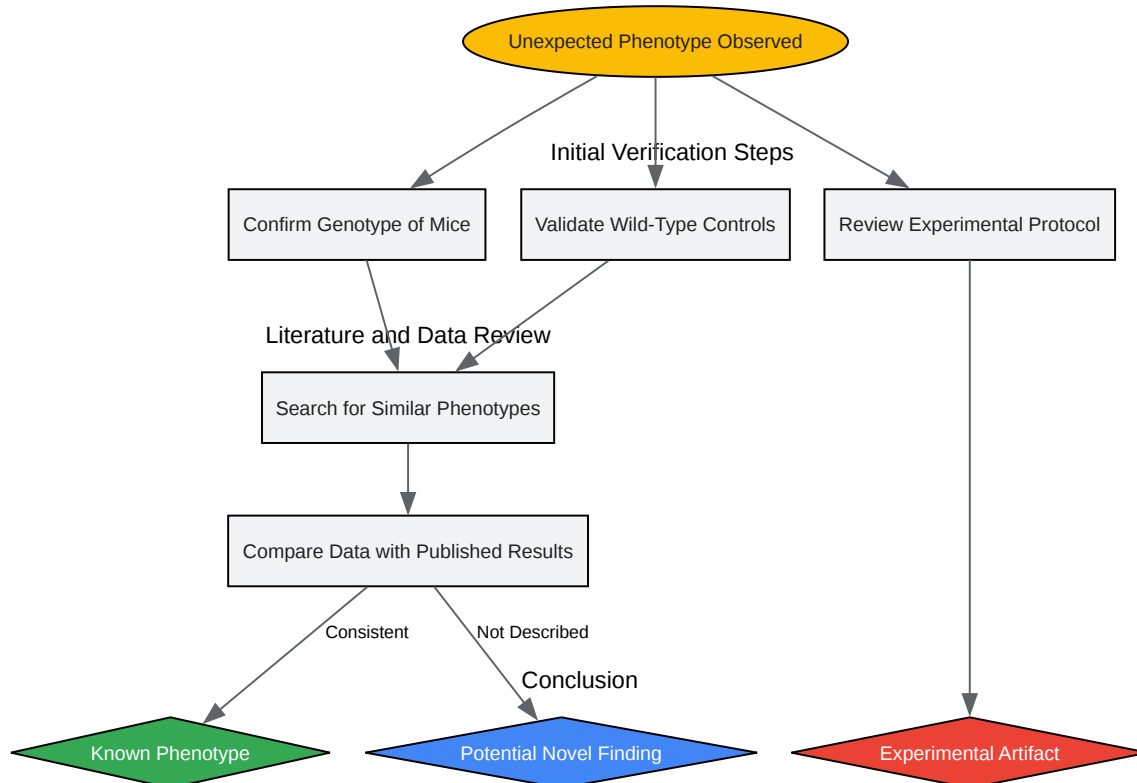 Unexpected Phenotype Observed
Initial Verification Steps
Confirm Genotype of Mice
Validate Wild-Type Controls
Review Experimental Protocol
Literature and Data Review
Search for Similar Phenotypes
Compare Data with Published Results
Consistent
Not Described
Conclusion
Known Phenotype
Potential Novel Finding
Experimental Artifact